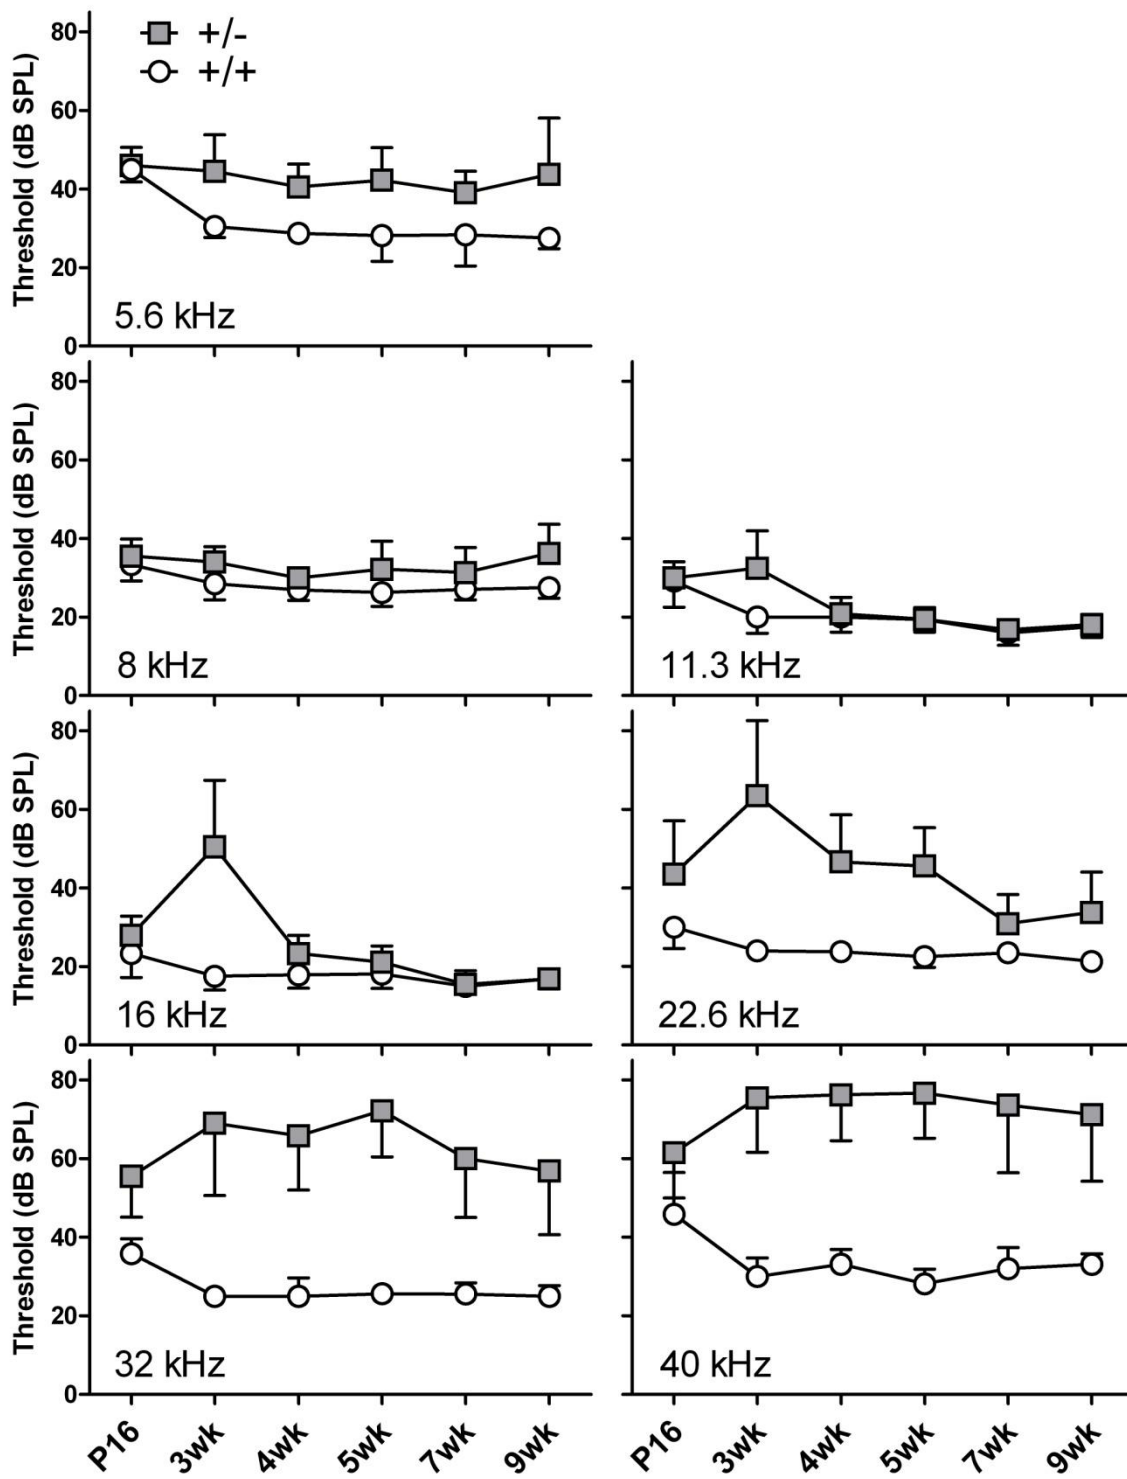 +/-
+/+
Threshold (dB SPL)
80
60
40
20
0
5.6 kHz
Threshold (dB SPL)
80
60
40
20
0
8 kHz
11.3 kHz
Threshold (dB SPL)
80
60
40
20
0
16 kHz
22.6 kHz
Threshold (dB SPL)
80
60
40
20
0
32 kHz
40 kHz
P16 3wk 4wk 5wk 7wk 9wk
P16 3wk 4wk 5wk 7wk 9wk